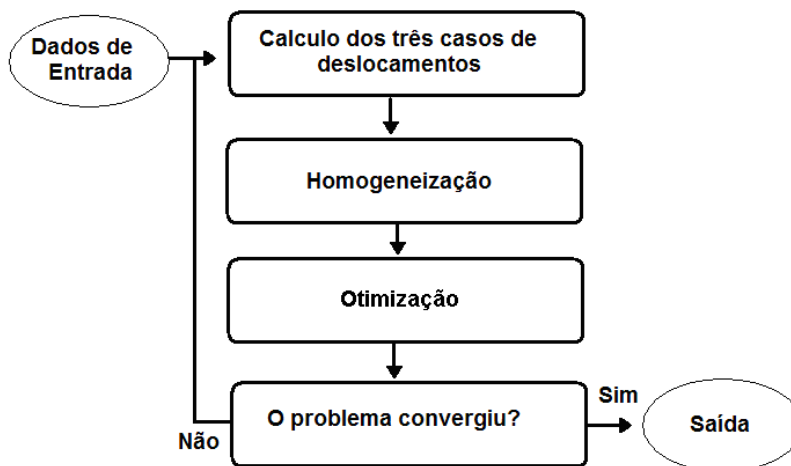 Dados de
Entrada
Calculo dos três casos de
deslocamentos
Homogeneização
Otimização
O problema convergiu?
Sim
Não
Saída